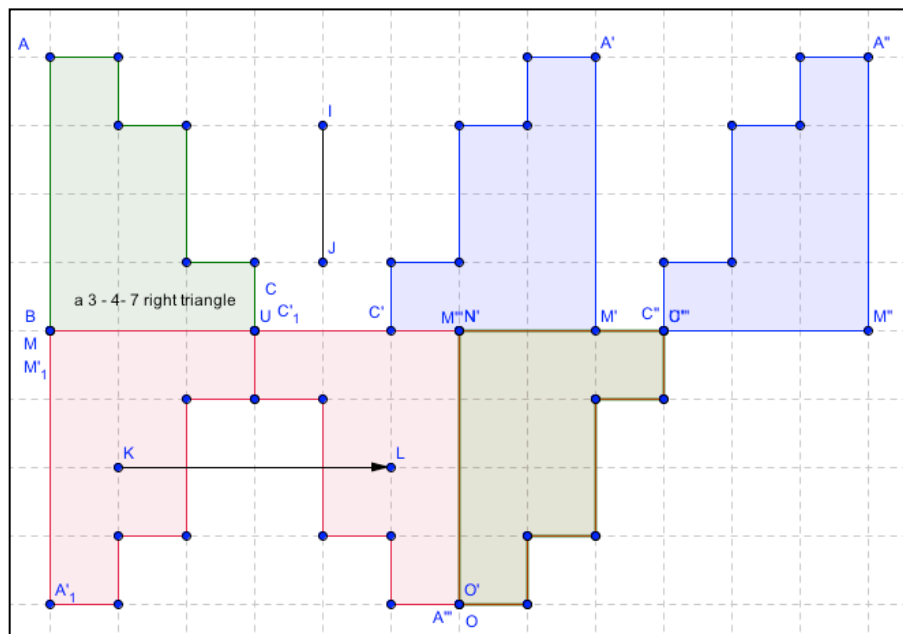 A
A'
A"
I
J
a 3 - 4- 7 right triangle
C
B
U
C'₁
C'
M'"
N'
M'
C"
M"
M
M'₁
K
L
A'₁
A'"
O'
O